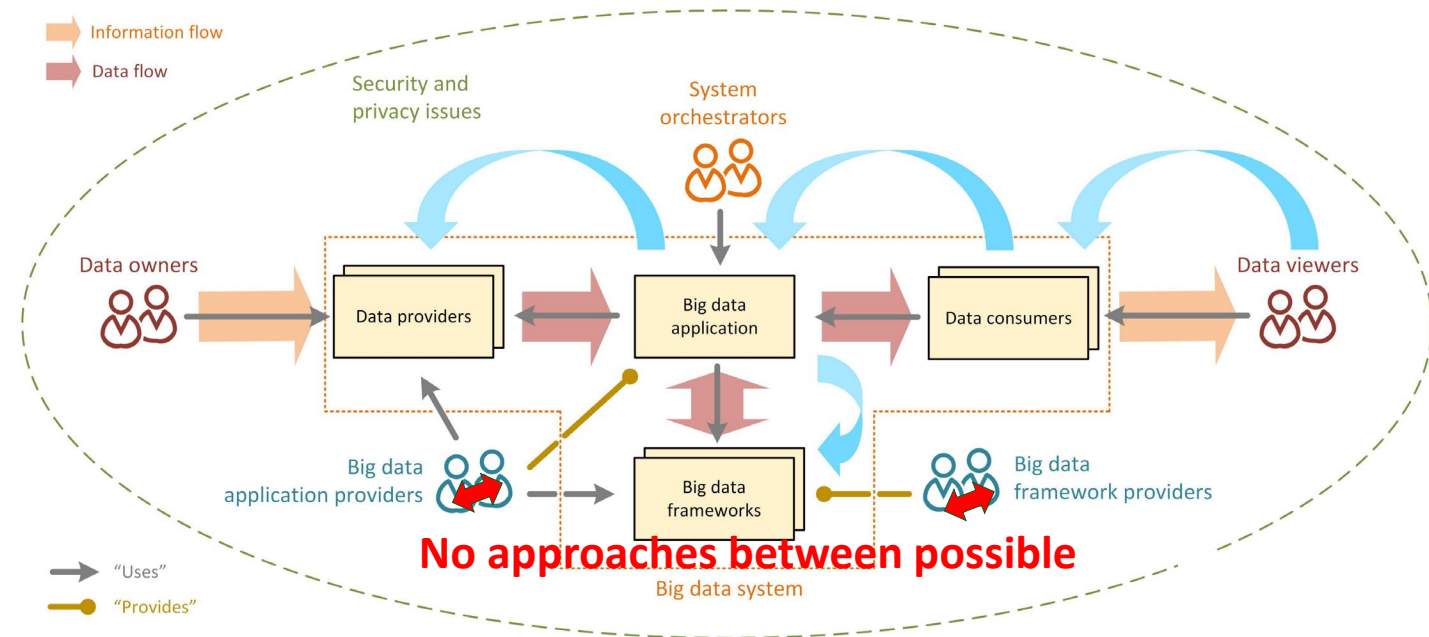 Information flow
Data flow
Security and
privacy issues
System
orchestrators
Data owners
Data viewers
Data providers
Big data
application
Data consumers
Big data
application providers
Big data
frameworks
Big data
framework providers
No approaches between possible
Big data system
“Uses”
“Provides”